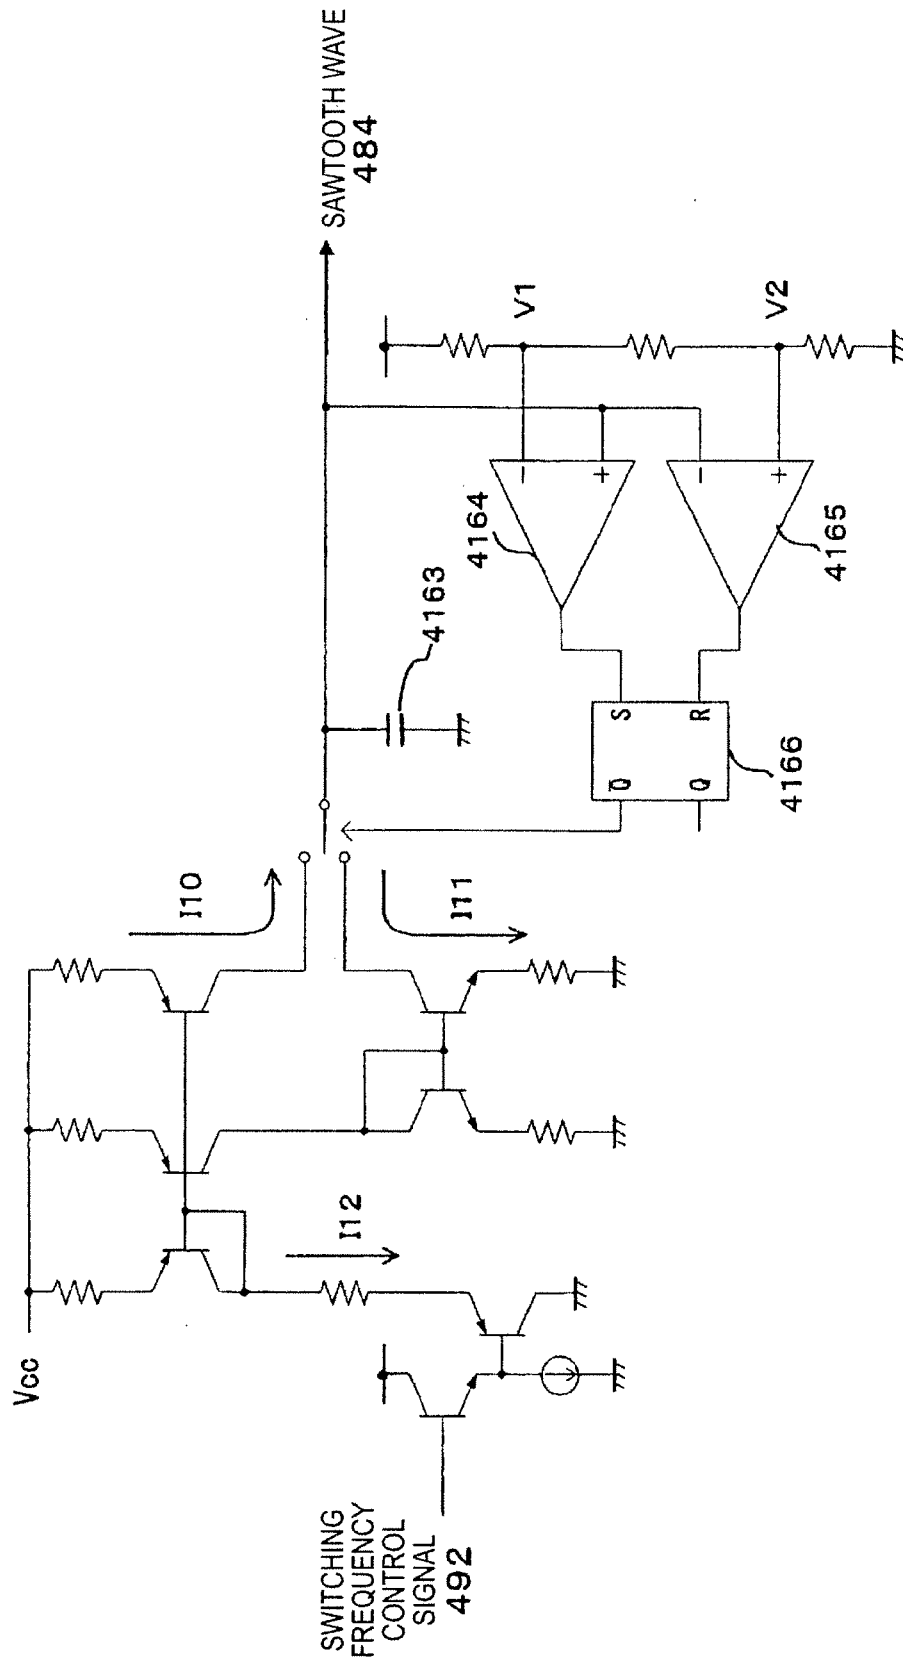 Vcc
I10
I11
I12
SWITCHING
FREQUENCY
CONTROL
SIGNAL
492
SAWTOOTH WAVE
484
4163
4164
4165
4166
V1
V2
-
+
-
+
S
R
Q̅
Q